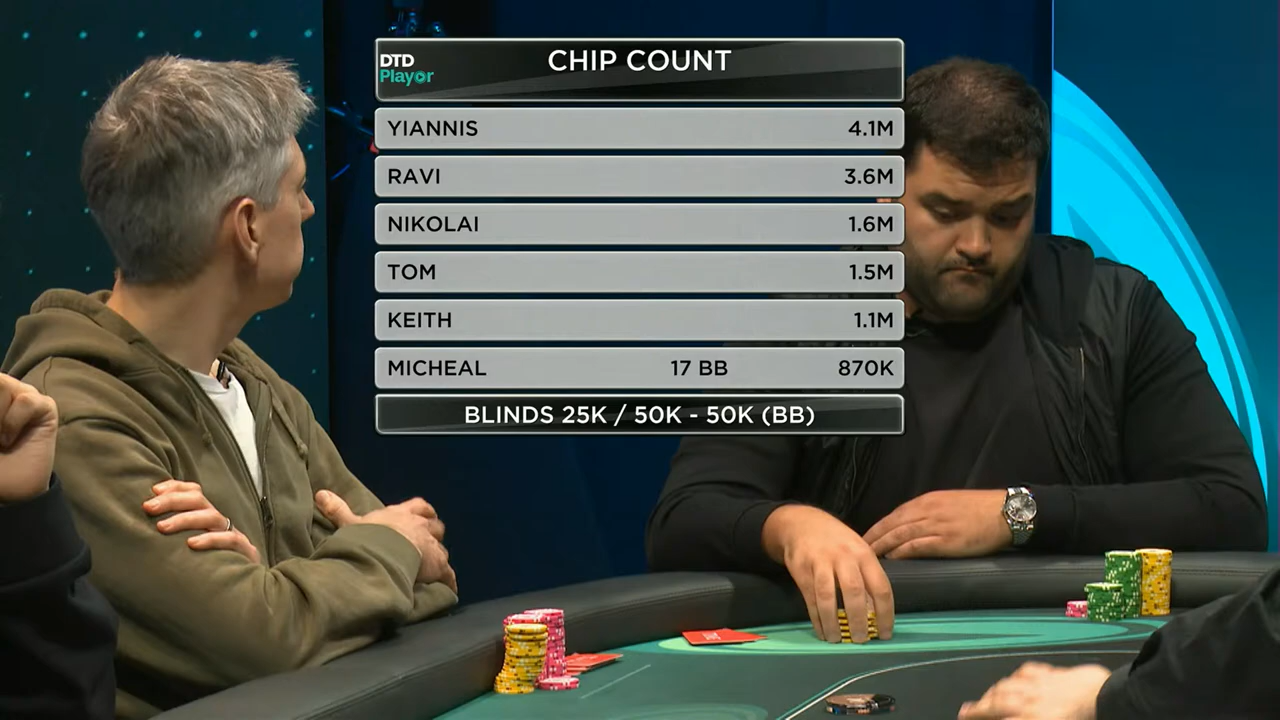 DTD
Player
CHIP COUNT
YIANNIS 4.1M
RAVI 3.6M
NIKOLAI 1.6M
TOM 1.5M
KEITH 1.1M
MICHEAL 17 BB 870K
BLINDS 25K / 50K - 50K (BB)